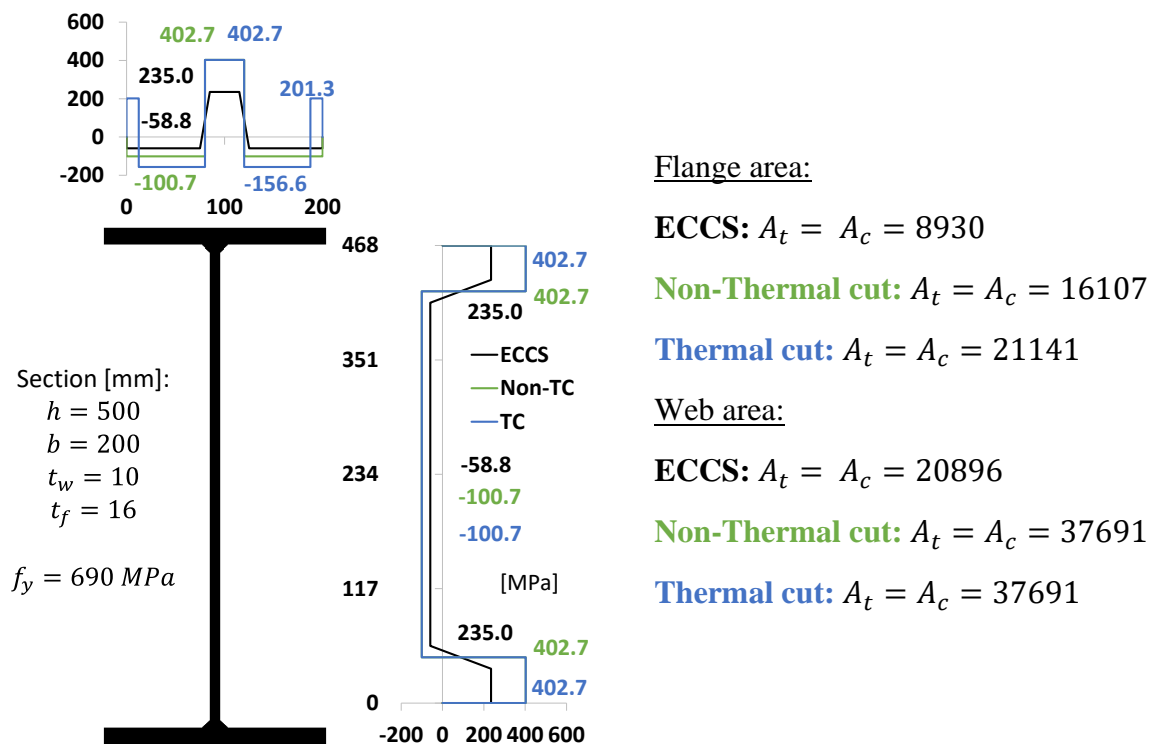 600
400
200
0
-200
402.7 402.7
235.0
201.3
-58.8
-100.7
-156.6
0 100 200
Section [mm]:
h = 500
b = 200
t_w = 10
t_f = 16
f_y = 690 MPa
468
351
234
117
0
402.7
402.7
235.0
ECCS
Non-TC
TC
-58.8
-100.7
-100.7
[MPa]
235.0
402.7
402.7
-200 0 200 400 600
Flange area:
ECCS: A_t = A_c = 8930
Non-Thermal cut: A_t = A_c = 16107
Thermal cut: A_t = A_c = 21141
Web area:
ECCS: A_t = A_c = 20896
Non-Thermal cut: A_t = A_c = 37691
Thermal cut: A_t = A_c = 37691